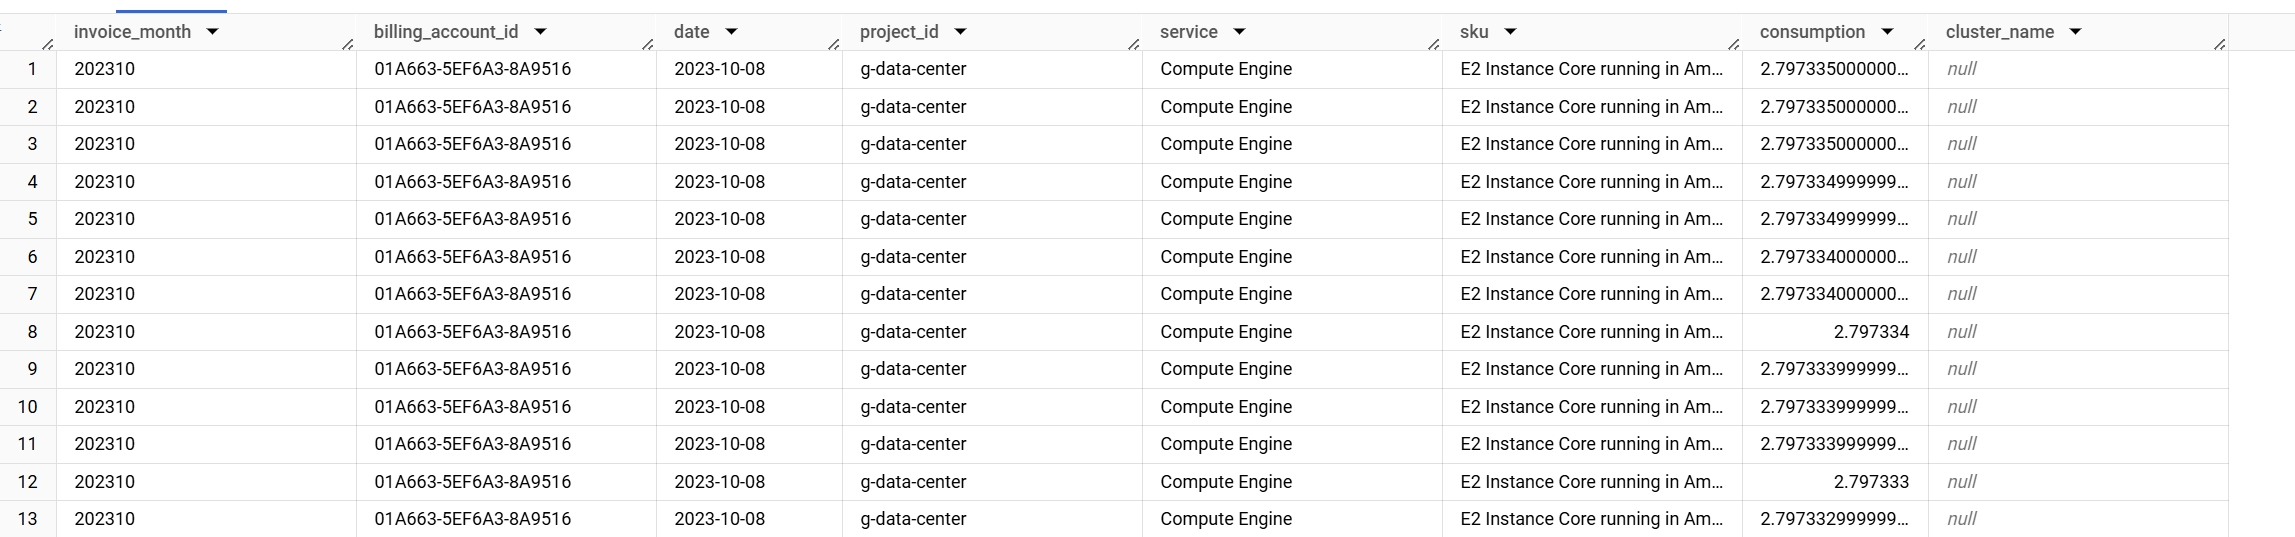 invoice_month billing_account_id date project_id service sku consumption cluster_name
1 202310 01A663-5EF6A3-8A9516 2023-10-08 g-data-center Compute Engine E2 Instance Core running in Am... 2.797335000000... null
2 202310 01A663-5EF6A3-8A9516 2023-10-08 g-data-center Compute Engine E2 Instance Core running in Am... 2.797335000000... null
3 202310 01A663-5EF6A3-8A9516 2023-10-08 g-data-center Compute Engine E2 Instance Core running in Am... 2.797335000000... null
4 202310 01A663-5EF6A3-8A9516 2023-10-08 g-data-center Compute Engine E2 Instance Core running in Am... 2.797334999999... null
5 202310 01A663-5EF6A3-8A9516 2023-10-08 g-data-center Compute Engine E2 Instance Core running in Am... 2.797334999999... null
6 202310 01A663-5EF6A3-8A9516 2023-10-08 g-data-center Compute Engine E2 Instance Core running in Am... 2.797334000000... null
7 202310 01A663-5EF6A3-8A9516 2023-10-08 g-data-center Compute Engine E2 Instance Core running in Am... 2.797334000000... null
8 202310 01A663-5EF6A3-8A9516 2023-10-08 g-data-center Compute Engine E2 Instance Core running in Am... 2.797334 null
9 202310 01A663-5EF6A3-8A9516 2023-10-08 g-data-center Compute Engine E2 Instance Core running in Am... 2.797333999999... null
10 202310 01A663-5EF6A3-8A9516 2023-10-08 g-data-center Compute Engine E2 Instance Core running in Am... 2.797333999999... null
11 202310 01A663-5EF6A3-8A9516 2023-10-08 g-data-center Compute Engine E2 Instance Core running in Am... 2.797333999999... null
12 202310 01A663-5EF6A3-8A9516 2023-10-08 g-data-center Compute Engine E2 Instance Core running in Am... 2.797333 null
13 202310 01A663-5EF6A3-8A9516 2023-10-08 g-data-center Compute Engine E2 Instance Core running in Am... 2.797332999999... null